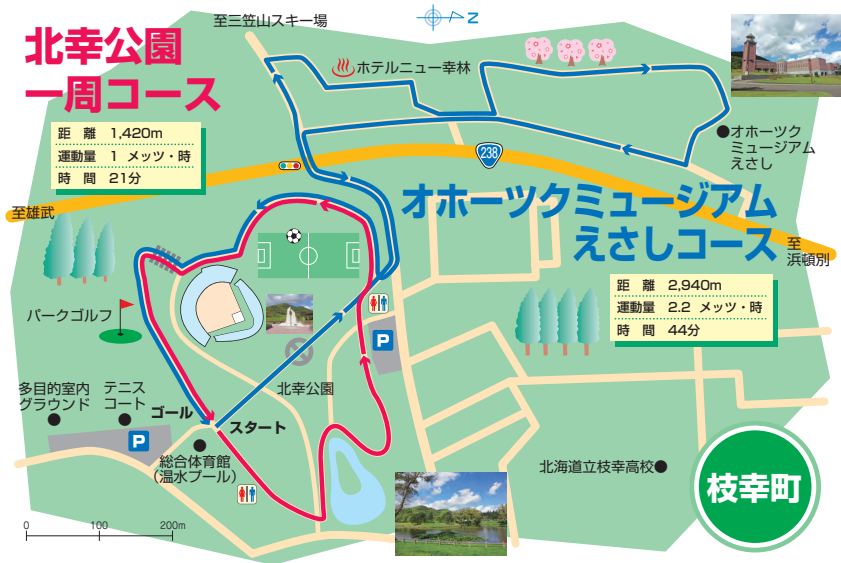 至三笠山スキー場
N
北幸公園
一周コース
距　離　1,420m
運動量　1 メッツ・時
時　間　21分
ホテルニュー幸林
オホーツク
ミュージアム
えさし
238
至雄武
オホーツクミュージアム
えさしコース
至
浜頓別
距　離　2,940m
運動量　2.2 メッツ・時
時　間　44分
パークゴルフ
P
北幸公園
多目的室内
グラウンド
テニス
コート
ゴール
スタート
P
総合体育館
（温水プール）
北海道立枝幸高校
枝幸町
0 100 200m